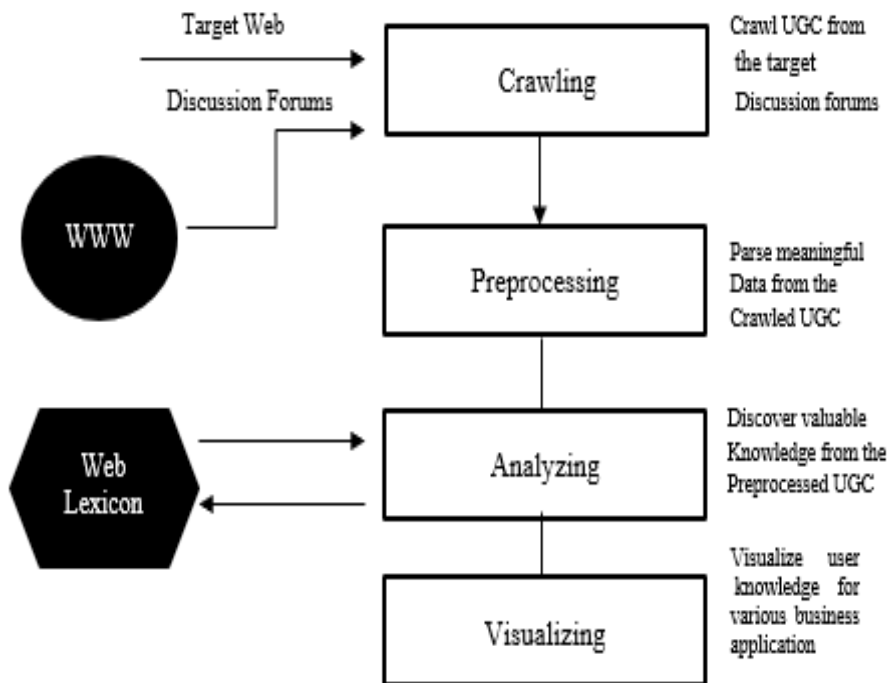 Target Web
Discussion Forums
Crawling
Crawl UGC from
the target
Discussion forums
WWW
Preprocessing
Parse meaningful
Data from the
Crawled UGC
Web
Lexicon
Analyzing
Discover valuable
Knowledge from the
Preprocessed UGC
Visualizing
Visualize user
knowledge for
various business
application